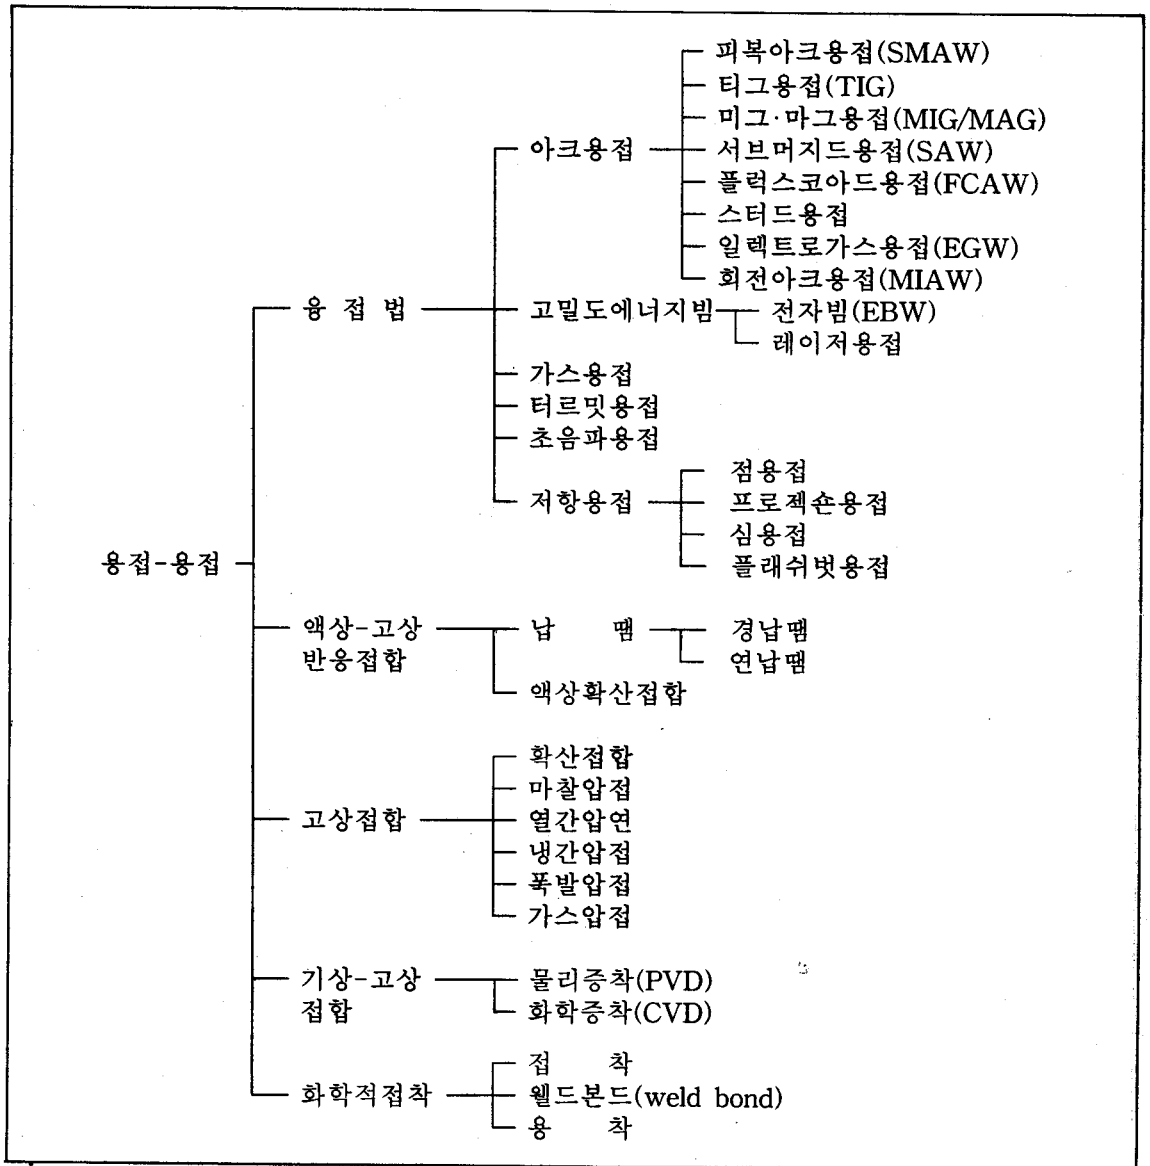 피복아크용접(SMAW)
티그용접(TIG)
미그·마그용접(MIG/MAG)
아크용접
서브머지드용접(SAW)
플럭스코아드용접(FCAW)
스터드용접
일렉트로가스용접(EGW)
회전아크용접(MIAW)
융 접 법
고밀도에너지빔
전자빔(EBW)
레이저용접
가스용접
터르밋용접
초음파용접
점용접
저항용접
프로젝숀용접
심용접
플래쉬벗용접
용접-용접
액상-고상
반응접합
납 땜
경납땜
연납땜
액상확산접합
확산접합
마찰압접
고상접합
열간압연
냉간압접
폭발압접
가스압접
기상-고상
접합
물리증착(PVD)
화학증착(CVD)
접 착
화학적접착
웰드본드(weld bond)
용 착